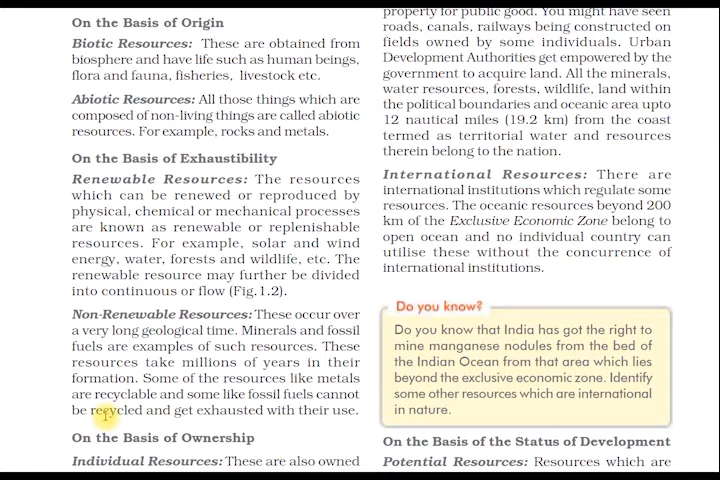 On the Basis of Origin
Biotic Resources: These are obtained from
biosphere and have life such as human beings,
flora and fauna, fisheries, livestock etc.
Abiotic Resources: All those things which are
composed of non-living things are called abiotic
resources. For example, rocks and metals.
On the Basis of Exhaustibility
Renewable Resources: The resources
which can be renewed or reproduced by
physical, chemical or mechanical processes
are known as renewable or replenishable
resources. For example, solar and wind
energy, water, forests and wildlife, etc. The
renewable resource may further be divided
into continuous or flow (Fig.1.2).
Non-Renewable Resources: These occur over
a very long geological time. Minerals and fossil
fuels are examples of such resources. These
resources take millions of years in their
formation. Some of the resources like metals
are recyclable and some like fossil fuels cannot
be recycled and get exhausted with their use.
On the Basis of Ownership
Individual Resources: These are also owned
property for public good. You might have seen
roads, canals, railways being constructed on
fields owned by some individuals. Urban
Development Authorities get empowered by the
government to acquire land. All the minerals,
water resources, forests, wildlife, land within
the political boundaries and oceanic area upto
12 nautical miles (19.2 km) from the coast
termed as territorial water and resources
therein belong to the nation.
International Resources: There are
international institutions which regulate some
resources. The oceanic resources beyond 200
km of the Exclusive Economic Zone belong to
open ocean and no individual country can
utilise these without the concurrence of
international institutions.
Do you know?
Do you know that India has got the right to
mine manganese nodules from the bed of
the Indian Ocean from that area which lies
beyond the exclusive economic zone. Identify
some other resources which are international
in nature.
On the Basis of the Status of Development
Potential Resources: Resources which are